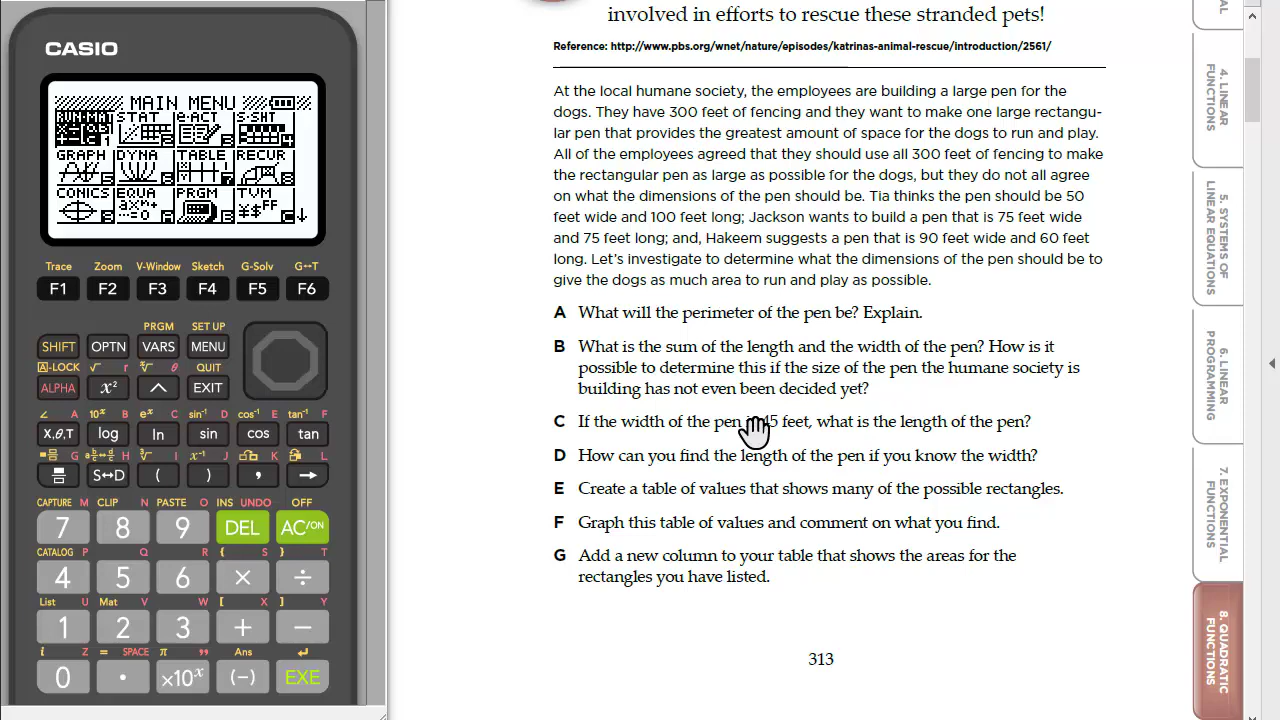 CASIO
MAIN MENU
RUN-MAT STAT e-ACT S-SHT
GRAPH DYNA TABLE RECUR
CONICS EQUA PRGM TVM
Trace Zoom V-Window Sketch G-Solv G↔T
F1 F2 F3 F4 F5 F6
PRGM SET UP
SHIFT OPTN VARS MENU
A-LOCK √ r θ QUIT
ALPHA x² ^ EXIT
∠ A 10ˣ B eˣ C sin⁻¹ D cos⁻¹ E tan⁻¹ F
X,θ,T log ln sin cos tan
G H ³√ I x⁻¹ J K L
S↔D ( ) , →
CAPTURE M CLIP N PASTE O INS UNDO OFF
7 8 9 DEL AC/ON
CATALOG P Q R { S } T
4 5 6 × ÷
List U Mat V W [ X ] Y
1 2 3 + −
i Z = SPACE π " Ans ↵
0 . ×10ˣ (−) EXE
involved in efforts to rescue these stranded pets!
Reference: http://www.pbs.org/wnet/nature/episodes/katrinas-animal-rescue/introduction/2561/
At the local humane society, the employees are building a large pen for the
dogs. They have 300 feet of fencing and they want to make one large rectangu-
lar pen that provides the greatest amount of space for the dogs to run and play.
All of the employees agreed that they should use all 300 feet of fencing to make
the rectangular pen as large as possible for the dogs, but they do not all agree
on what the dimensions of the pen should be. Tia thinks the pen should be 50
feet wide and 100 feet long; Jackson wants to build a pen that is 75 feet wide
and 75 feet long; and, Hakeem suggests a pen that is 90 feet wide and 60 feet
long. Let's investigate to determine what the dimensions of the pen should be to
give the dogs as much area to run and play as possible.
A What will the perimeter of the pen be? Explain.
B What is the sum of the length and the width of the pen? How is it
possible to determine this if the size of the pen the humane society is
building has not even been decided yet?
C If the width of the pen 5 feet, what is the length of the pen?
D How can you find the length of the pen if you know the width?
E Create a table of values that shows many of the possible rectangles.
F Graph this table of values and comment on what you find.
G Add a new column to your table that shows the areas for the
rectangles you have listed.
313
4. LINEAR
FUNCTIONS
5. SYSTEMS OF
LINEAR EQUATIONS
6. LINEAR
PROGRAMMING
7. EXPONENTIAL
FUNCTIONS
8. QUADRATIC
FUNCTIONS